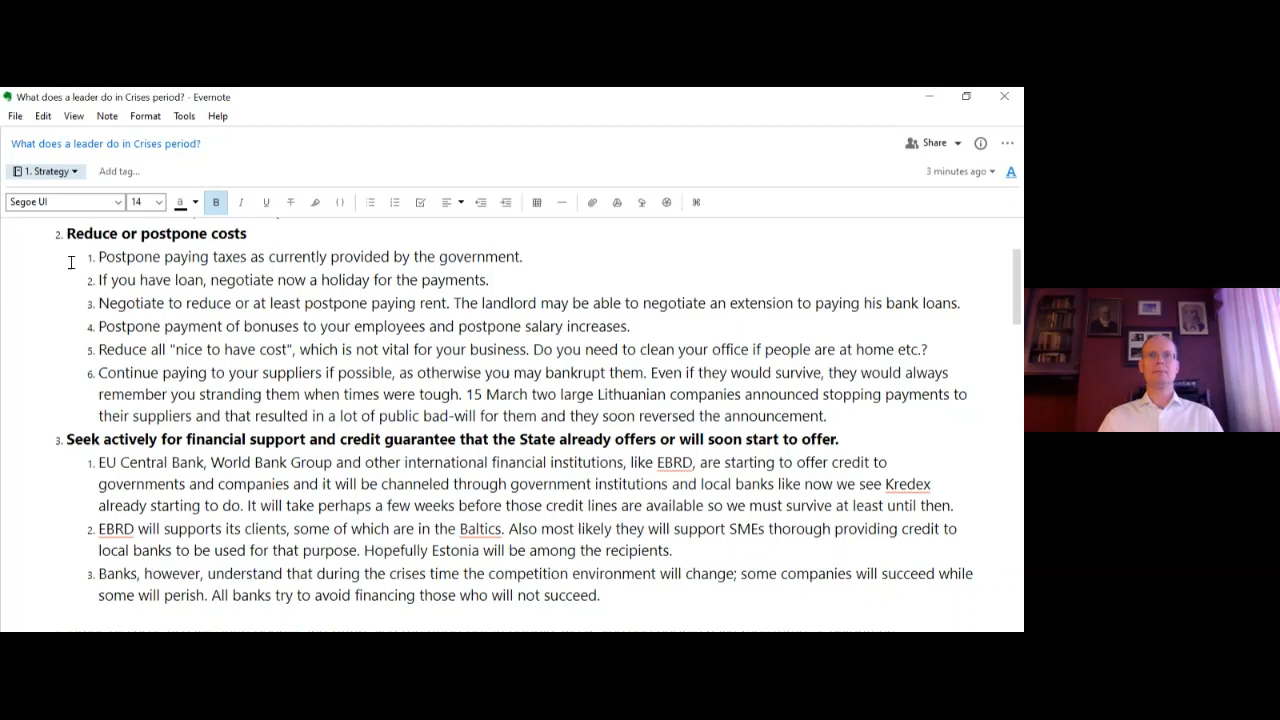 What does a leader do in Crises period? - Evernote
File Edit View Note Format Tools Help
What does a leader do in Crises period?
Share
1. Strategy
Add tag...
3 minutes ago
A
Segoe UI 14 a B I U T
2. Reduce or postpone costs
1. Postpone paying taxes as currently provided by the government.
2. If you have loan, negotiate now a holiday for the payments.
3. Negotiate to reduce or at least postpone paying rent. The landlord may be able to negotiate an extension to paying his bank loans.
4. Postpone payment of bonuses to your employees and postpone salary increases.
5. Reduce all "nice to have cost", which is not vital for your business. Do you need to clean your office if people are at home etc.?
6. Continue paying to your suppliers if possible, as otherwise you may bankrupt them. Even if they would survive, they would always
remember you stranding them when times were tough. 15 March two large Lithuanian companies announced stopping payments to
their suppliers and that resulted in a lot of public bad-will for them and they soon reversed the announcement.
3. Seek actively for financial support and credit guarantee that the State already offers or will soon start to offer.
1. EU Central Bank, World Bank Group and other international financial institutions, like EBRD, are starting to offer credit to
governments and companies and it will be channeled through government institutions and local banks like now we see Kredex
already starting to do. It will take perhaps a few weeks before those credit lines are available so we must survive at least until then.
2. EBRD will supports its clients, some of which are in the Baltics. Also most likely they will support SMEs thorough providing credit to
local banks to be used for that purpose. Hopefully Estonia will be among the recipients.
3. Banks, however, understand that during the crises time the competition environment will change; some companies will succeed while
some will perish. All banks try to avoid financing those who will not succeed.